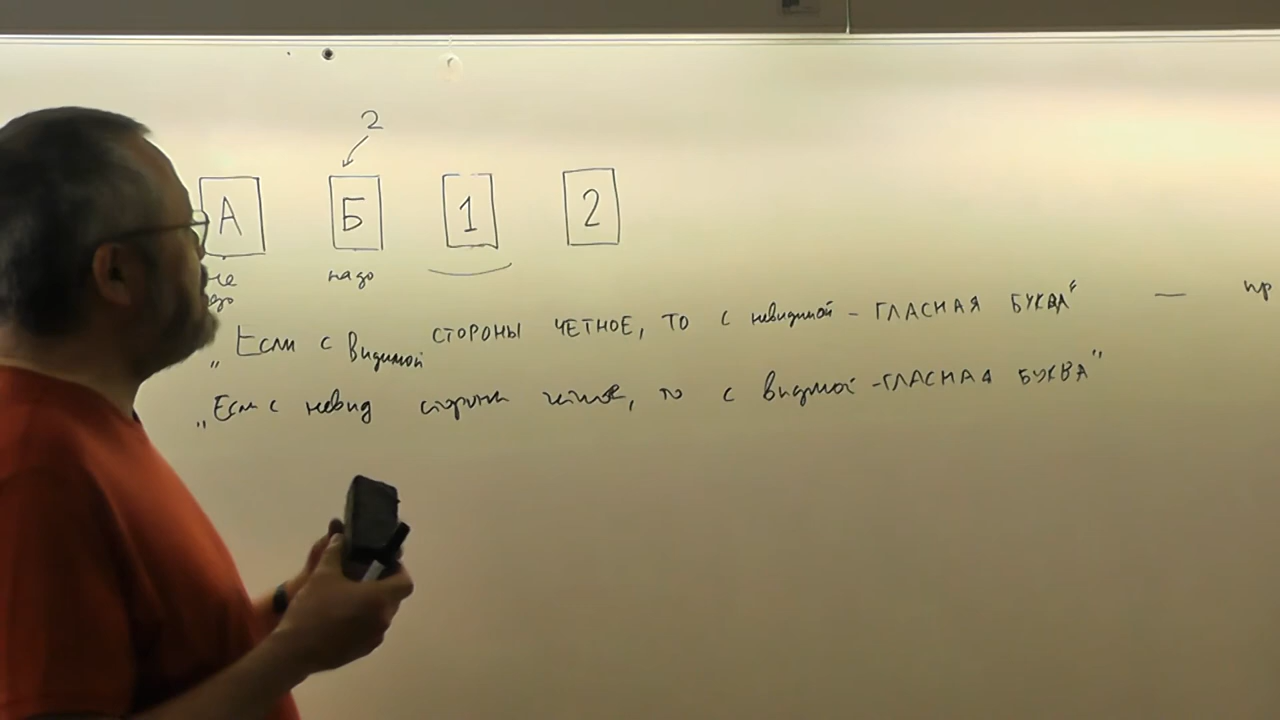 2
А Б 1 2
не надо
„Если с видимой СТОРОНЫ ЧЕТНОЕ, ТО с невидимой - ГЛАСНАЯ БУКВА" — пр
„Если с невид стороны четное, то с видимой - ГЛАСНАЯ БУКВА"